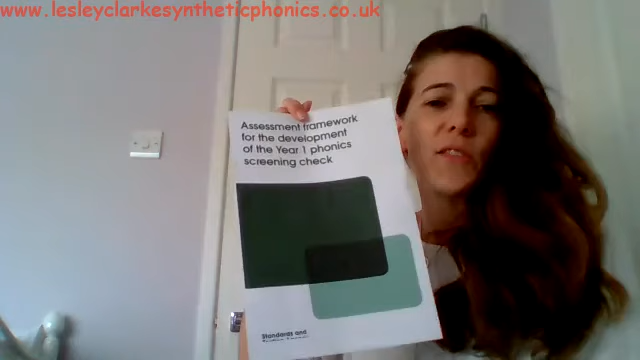 www.lesleyclarkesyntheticphonics.co.uk
Assessment framework
for the development
of the Year 1 phonics
screening check
Standards and